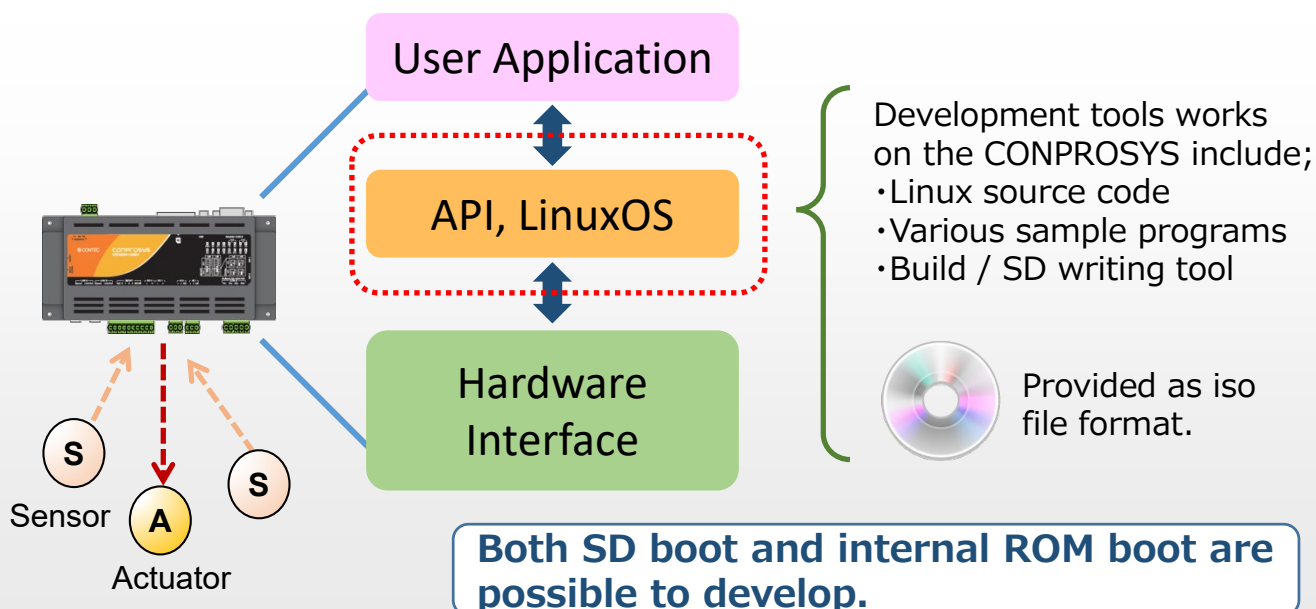 User Application
API, LinuxOS
Hardware
Interface
CONTEC
CONPROSYS
S
S
Sensor
A
Actuator
Development tools works
on the CONPROSYS include;
・Linux source code
・Various sample programs
・Build / SD writing tool
Provided as iso
file format.
Both SD boot and internal ROM boot are
possible to develop.